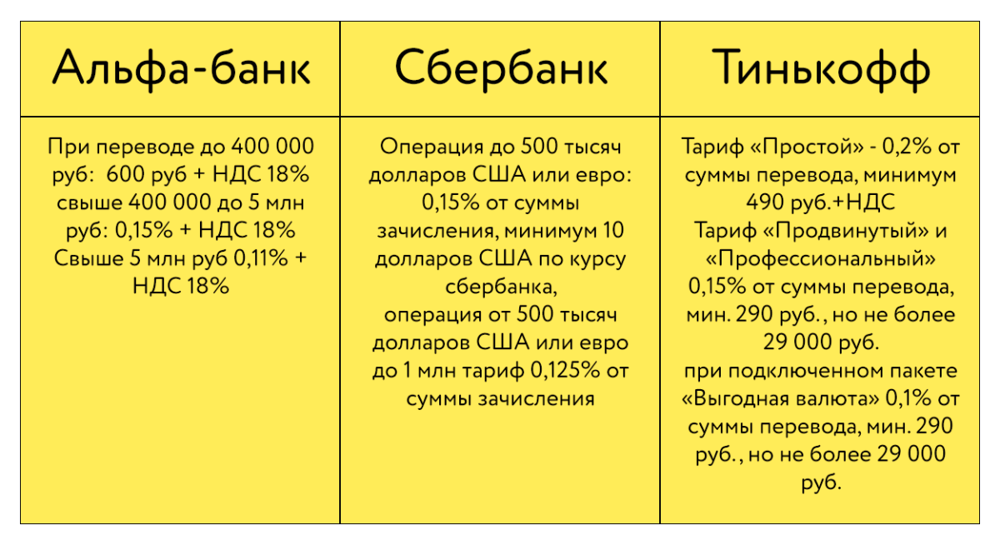 Альфа-банк
При переводе до 400 000
руб: 600 руб + НДС 18%
свыше 400 000 до 5 млн
руб: 0,15% + НДС 18%
Свыше 5 млн руб 0,11% +
НДС 18%
Сбербанк
Операция до 500 тысяч
долларов США или евро:
0,15% от суммы
зачисления, минимум 10
долларов США по курсу
сбербанка,
операция от 500 тысяч
долларов США или евро
до 1 млн тариф 0,125% от
суммы зачисления
Тинькофф
Тариф «Простой» - 0,2% от
суммы перевода, минимум
490 руб.+НДС
Тариф «Продвинутый» и
«Профессиональный»
0,15% от суммы перевода,
мин. 290 руб., но не более
29 000 руб.
при подключенном пакете
«Выгодная валюта» 0,1% от
суммы перевода, мин. 290
руб., но не более 29 000
руб.